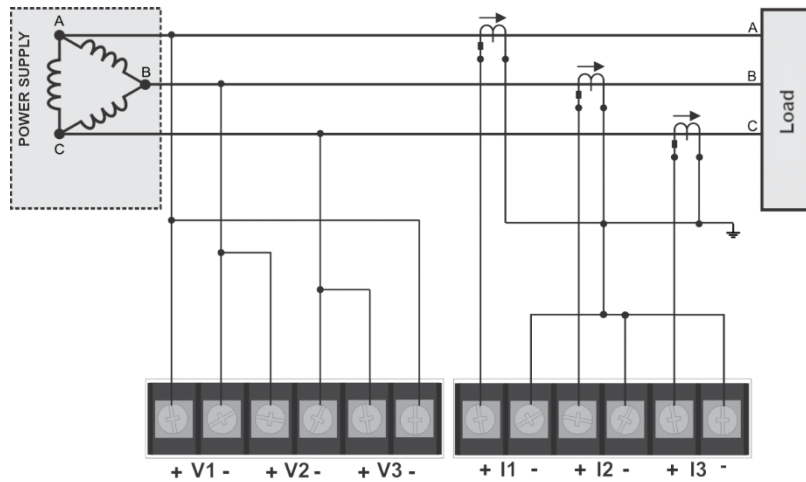 POWER SUPPLY
A
B
C
A
B
C
Load
+ V1 -
+ V2 -
+ V3 -
+ I1 -
+ I2 -
+ I3 -